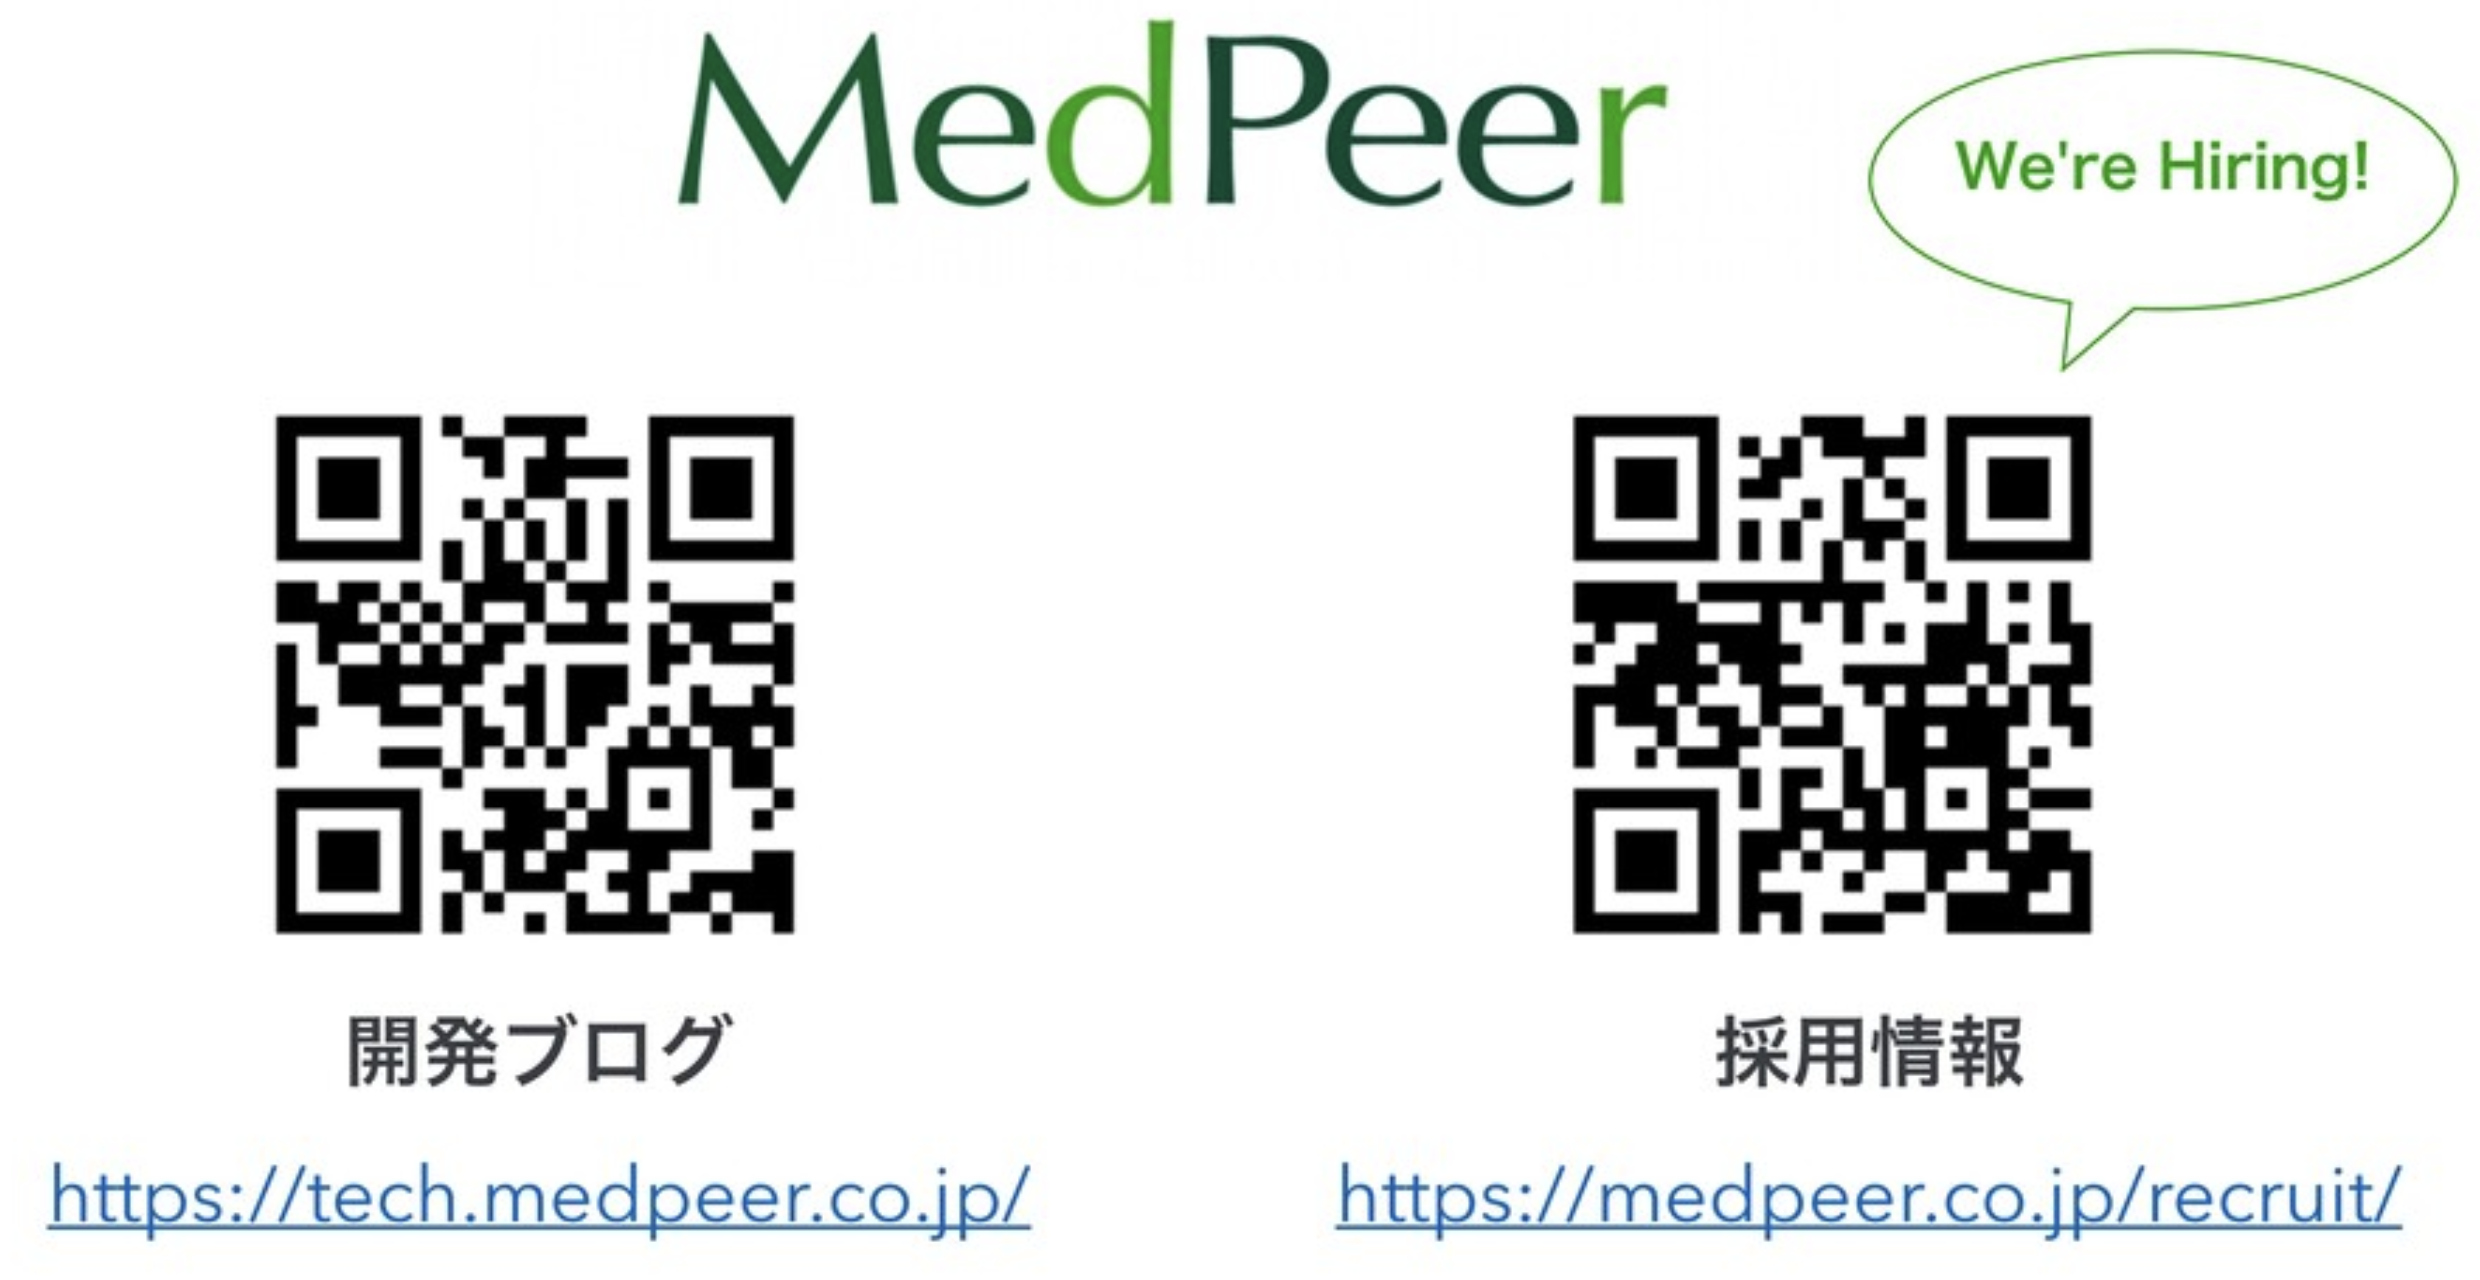 MedPeer
We're Hiring!
開発ブログ
採用情報
https://tech.medpeer.co.jp/
https://medpeer.co.jp/recruit/